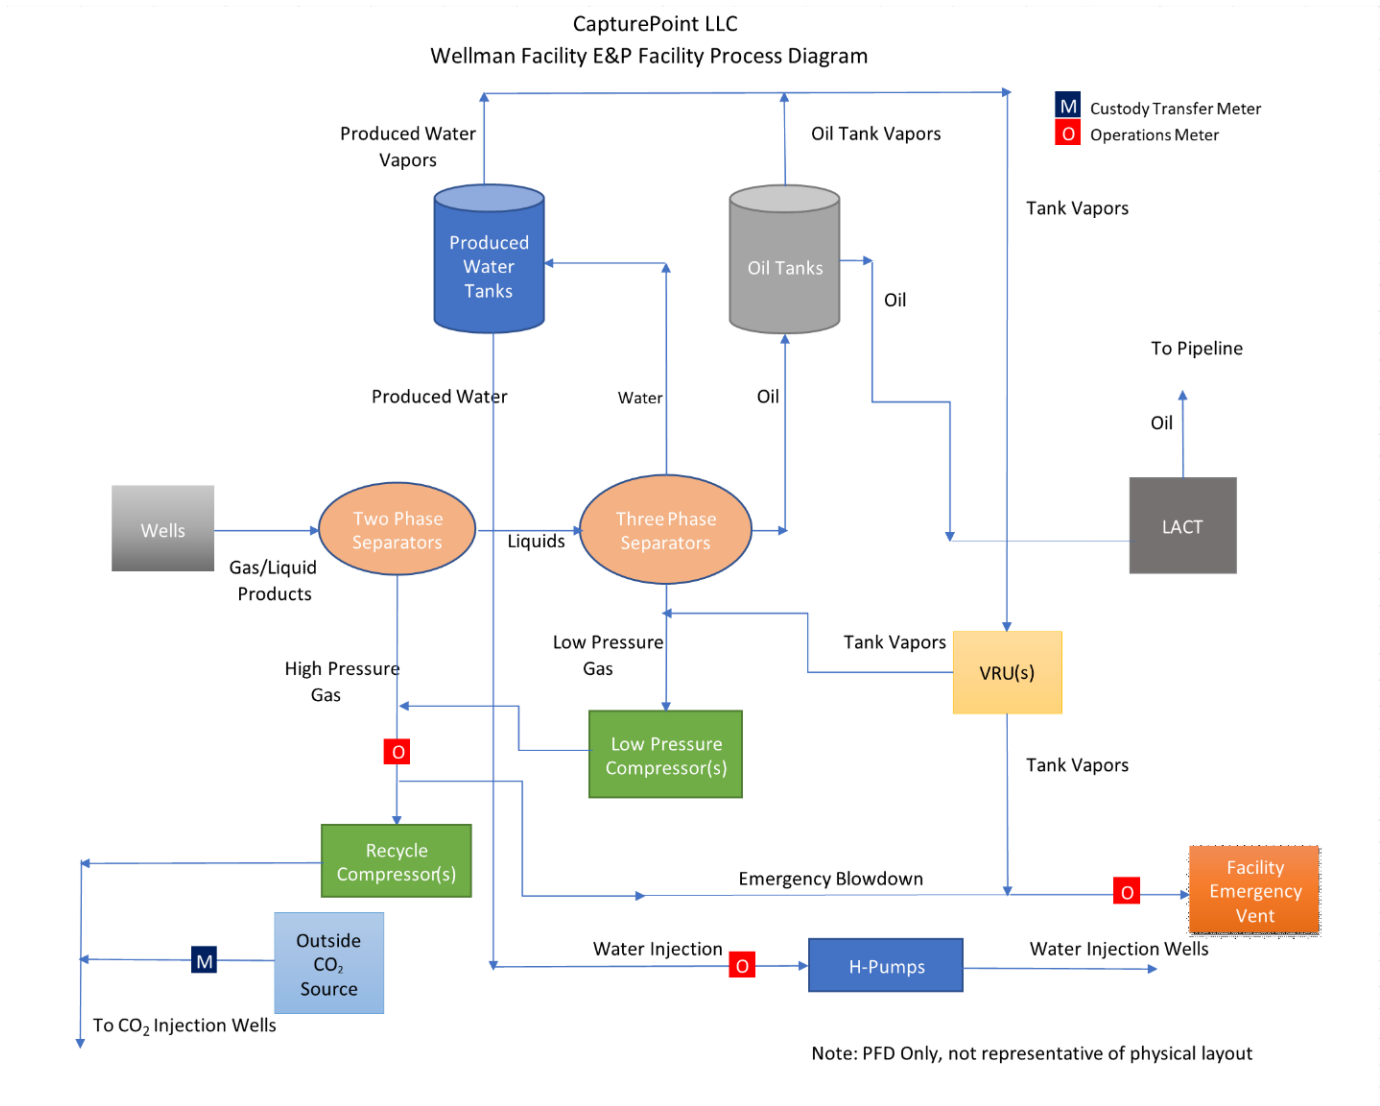 CapturePoint LLC
Wellman Facility E&P Facility Process Diagram
M Custody Transfer Meter
O Operations Meter
Produced Water
Vapors
Oil Tank Vapors
Tank Vapors
Produced
Water
Tanks
Oil Tanks
Oil
To Pipeline
Produced Water
Water
Oil
Oil
Wells
Two Phase
Separators
Three Phase
Separators
LACT
Liquids
Gas/Liquid
Products
Low Pressure
Gas
Tank Vapors
VRU(s)
High Pressure
Gas
O
Low Pressure
Compressor(s)
Tank Vapors
Recycle
Compressor(s)
Emergency Blowdown
O
Facility
Emergency
Vent
Outside
CO₂
Source
M
Water Injection
O
H-Pumps
Water Injection Wells
To CO₂ Injection Wells
Note: PFD Only, not representative of physical layout